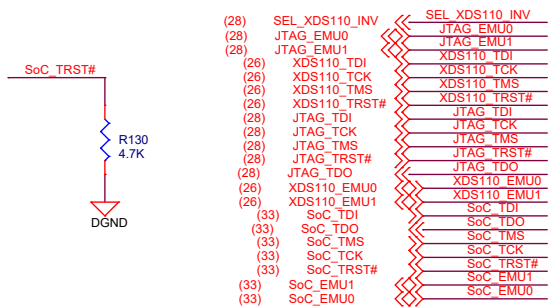 SoC_TRST#
R130
4.7K
DGND
(28) SEL_XDS110_INV SEL_XDS110_INV
(28) JTAG_EMU0 JTAG_EMU0
(28) JTAG_EMU1 JTAG_EMU1
(26) XDS110_TDI XDS110_TDI
(26) XDS110_TCK XDS110_TCK
(26) XDS110_TMS XDS110_TMS
(26) XDS110_TRST# XDS110_TRST#
(28) JTAG_TDI JTAG_TDI
(28) JTAG_TCK JTAG_TCK
(28) JTAG_TMS JTAG_TMS
(28) JTAG_TRST# JTAG_TRST#
(28) JTAG_TDO JTAG_TDO
(26) XDS110_EMU0 XDS110_EMU0
(26) XDS110_EMU1 XDS110_EMU1
(33) SoC_TDI SoC_TDI
(33) SoC_TDO SoC_TDO
(33) SoC_TMS SoC_TMS
(33) SoC_TCK SoC_TCK
(33) SoC_TRST# SoC_TRST#
(33) SoC_EMU1 SoC_EMU1
(33) SoC_EMU0 SoC_EMU0